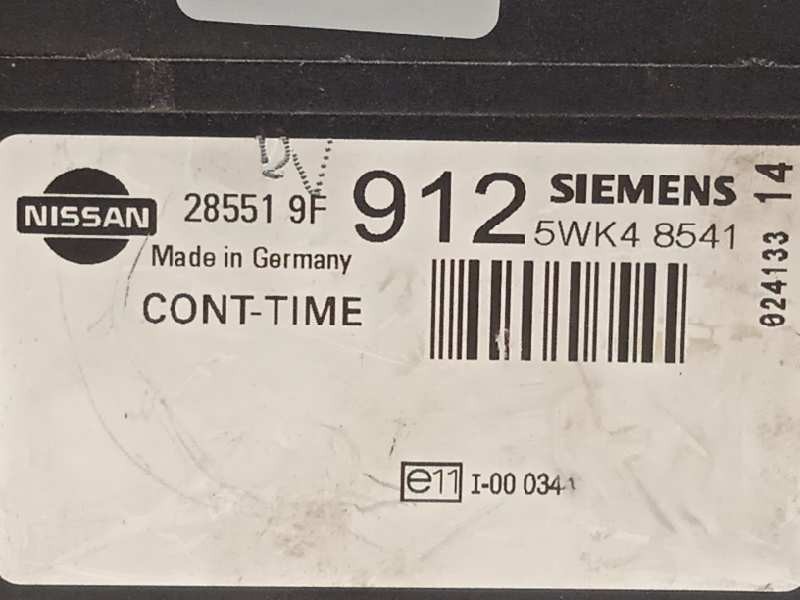 NISSAN
28551 9F 912
SIEMENS
5WK4 8541
Made in Germany
CONT-TIME
024133 14
e11 I-00 034